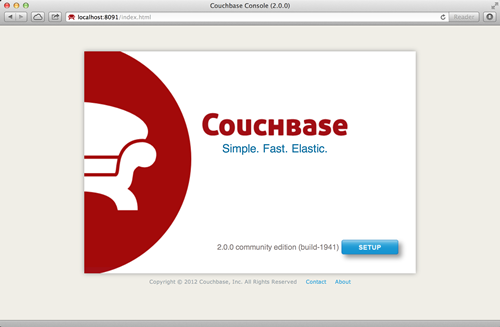 Couchbase Console (2.0.0)
localhost:8091/index.html
Reader
Couchbase
Simple. Fast. Elastic.
2.0.0 community edition (build-1941)
SETUP
Copyright © 2012 Couchbase, Inc. All Rights Reserved
Contact
About